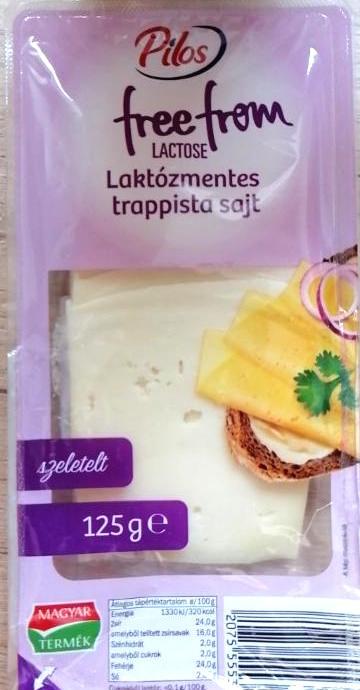 Pilos
free from
LACTOSE
Laktózmentes
trappista sajt
szeletelt
125 g e
MAGYAR
TERMÉK
Átlagos tápértéktartalom ø/100 g
Energia 1330 kJ/320 kcal
Zsír 24,0 g
amelyből telített zsírsavak 16,0 g
Szénhidrát 2,0 g
amelyből cukrok 2,0 g
Fehérje 24,0 g
Só